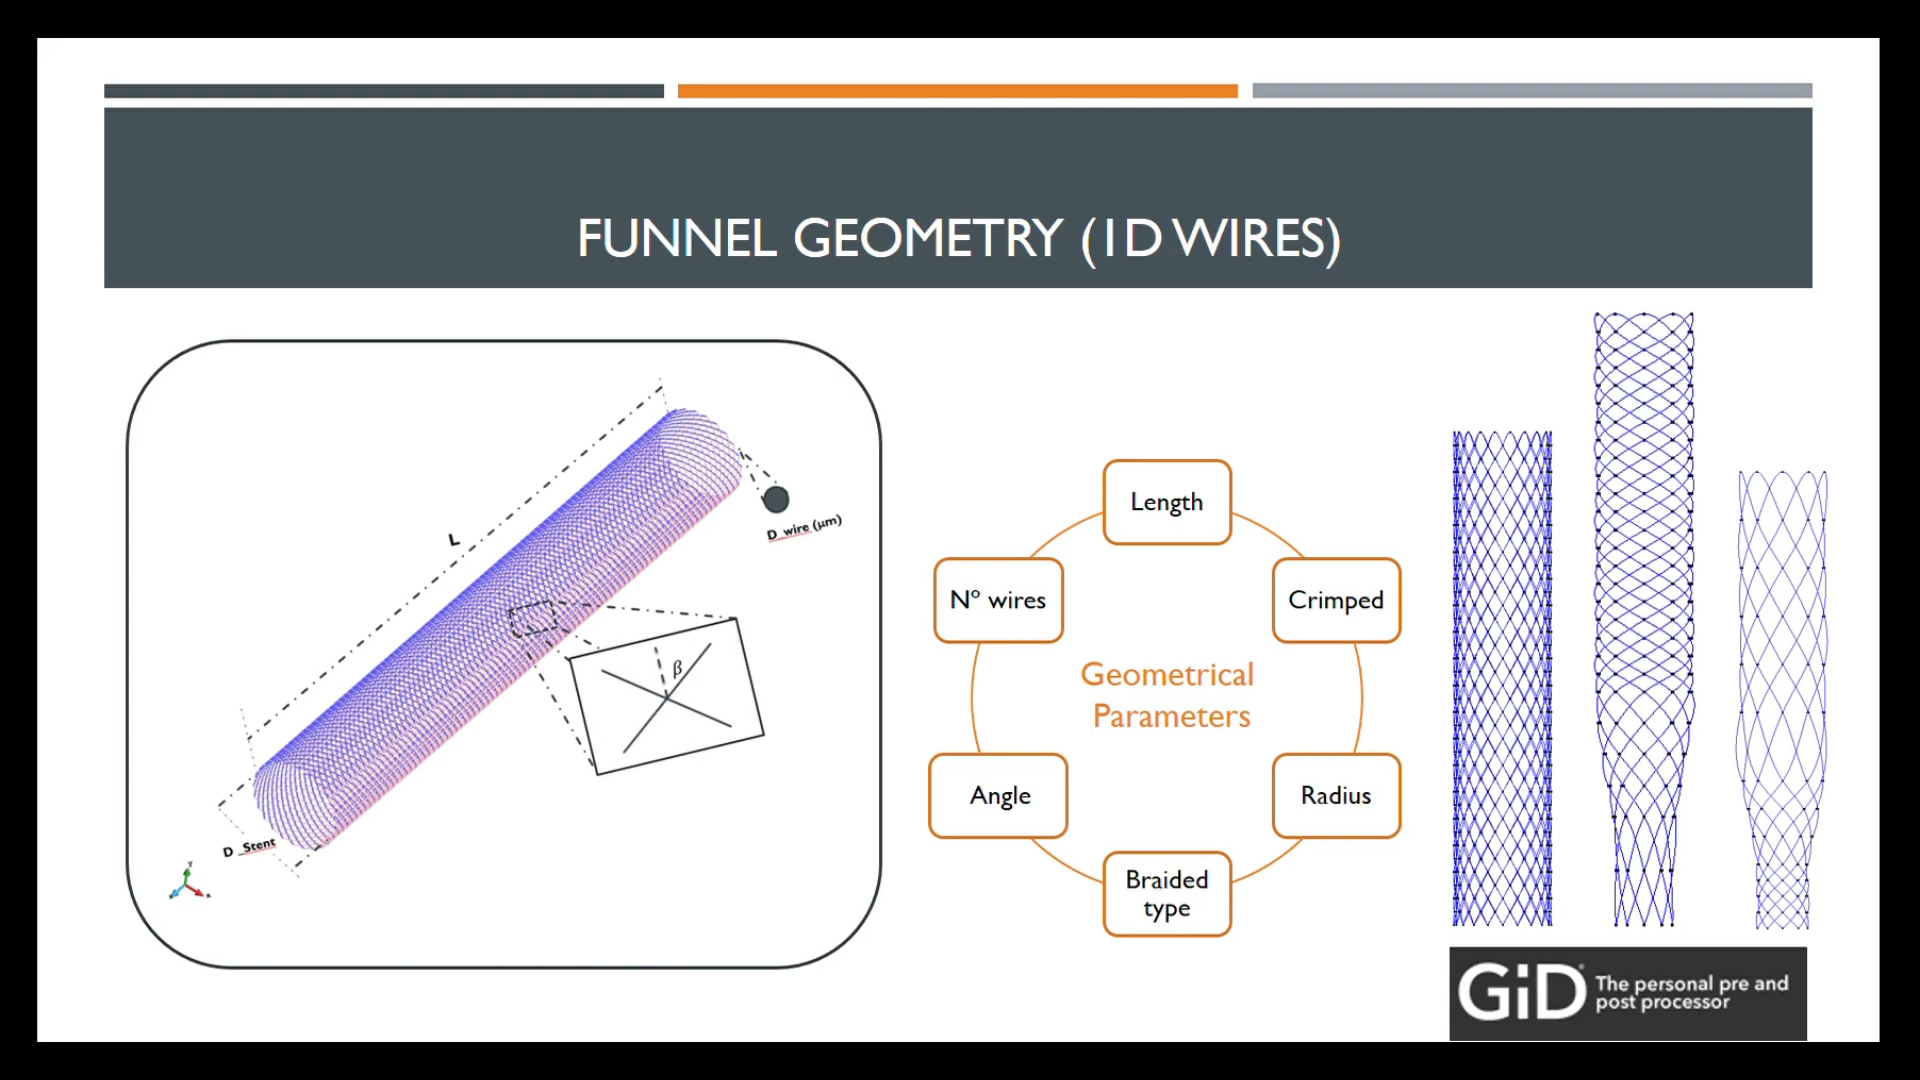 FUNNEL GEOMETRY (1D WIRES)
L
D_wire (μm)
β
D_Stent
Y
x
Length
Nº wires
Crimped
Geometrical
Parameters
Angle
Radius
Braided
type
GiD® The personal pre and
post processor